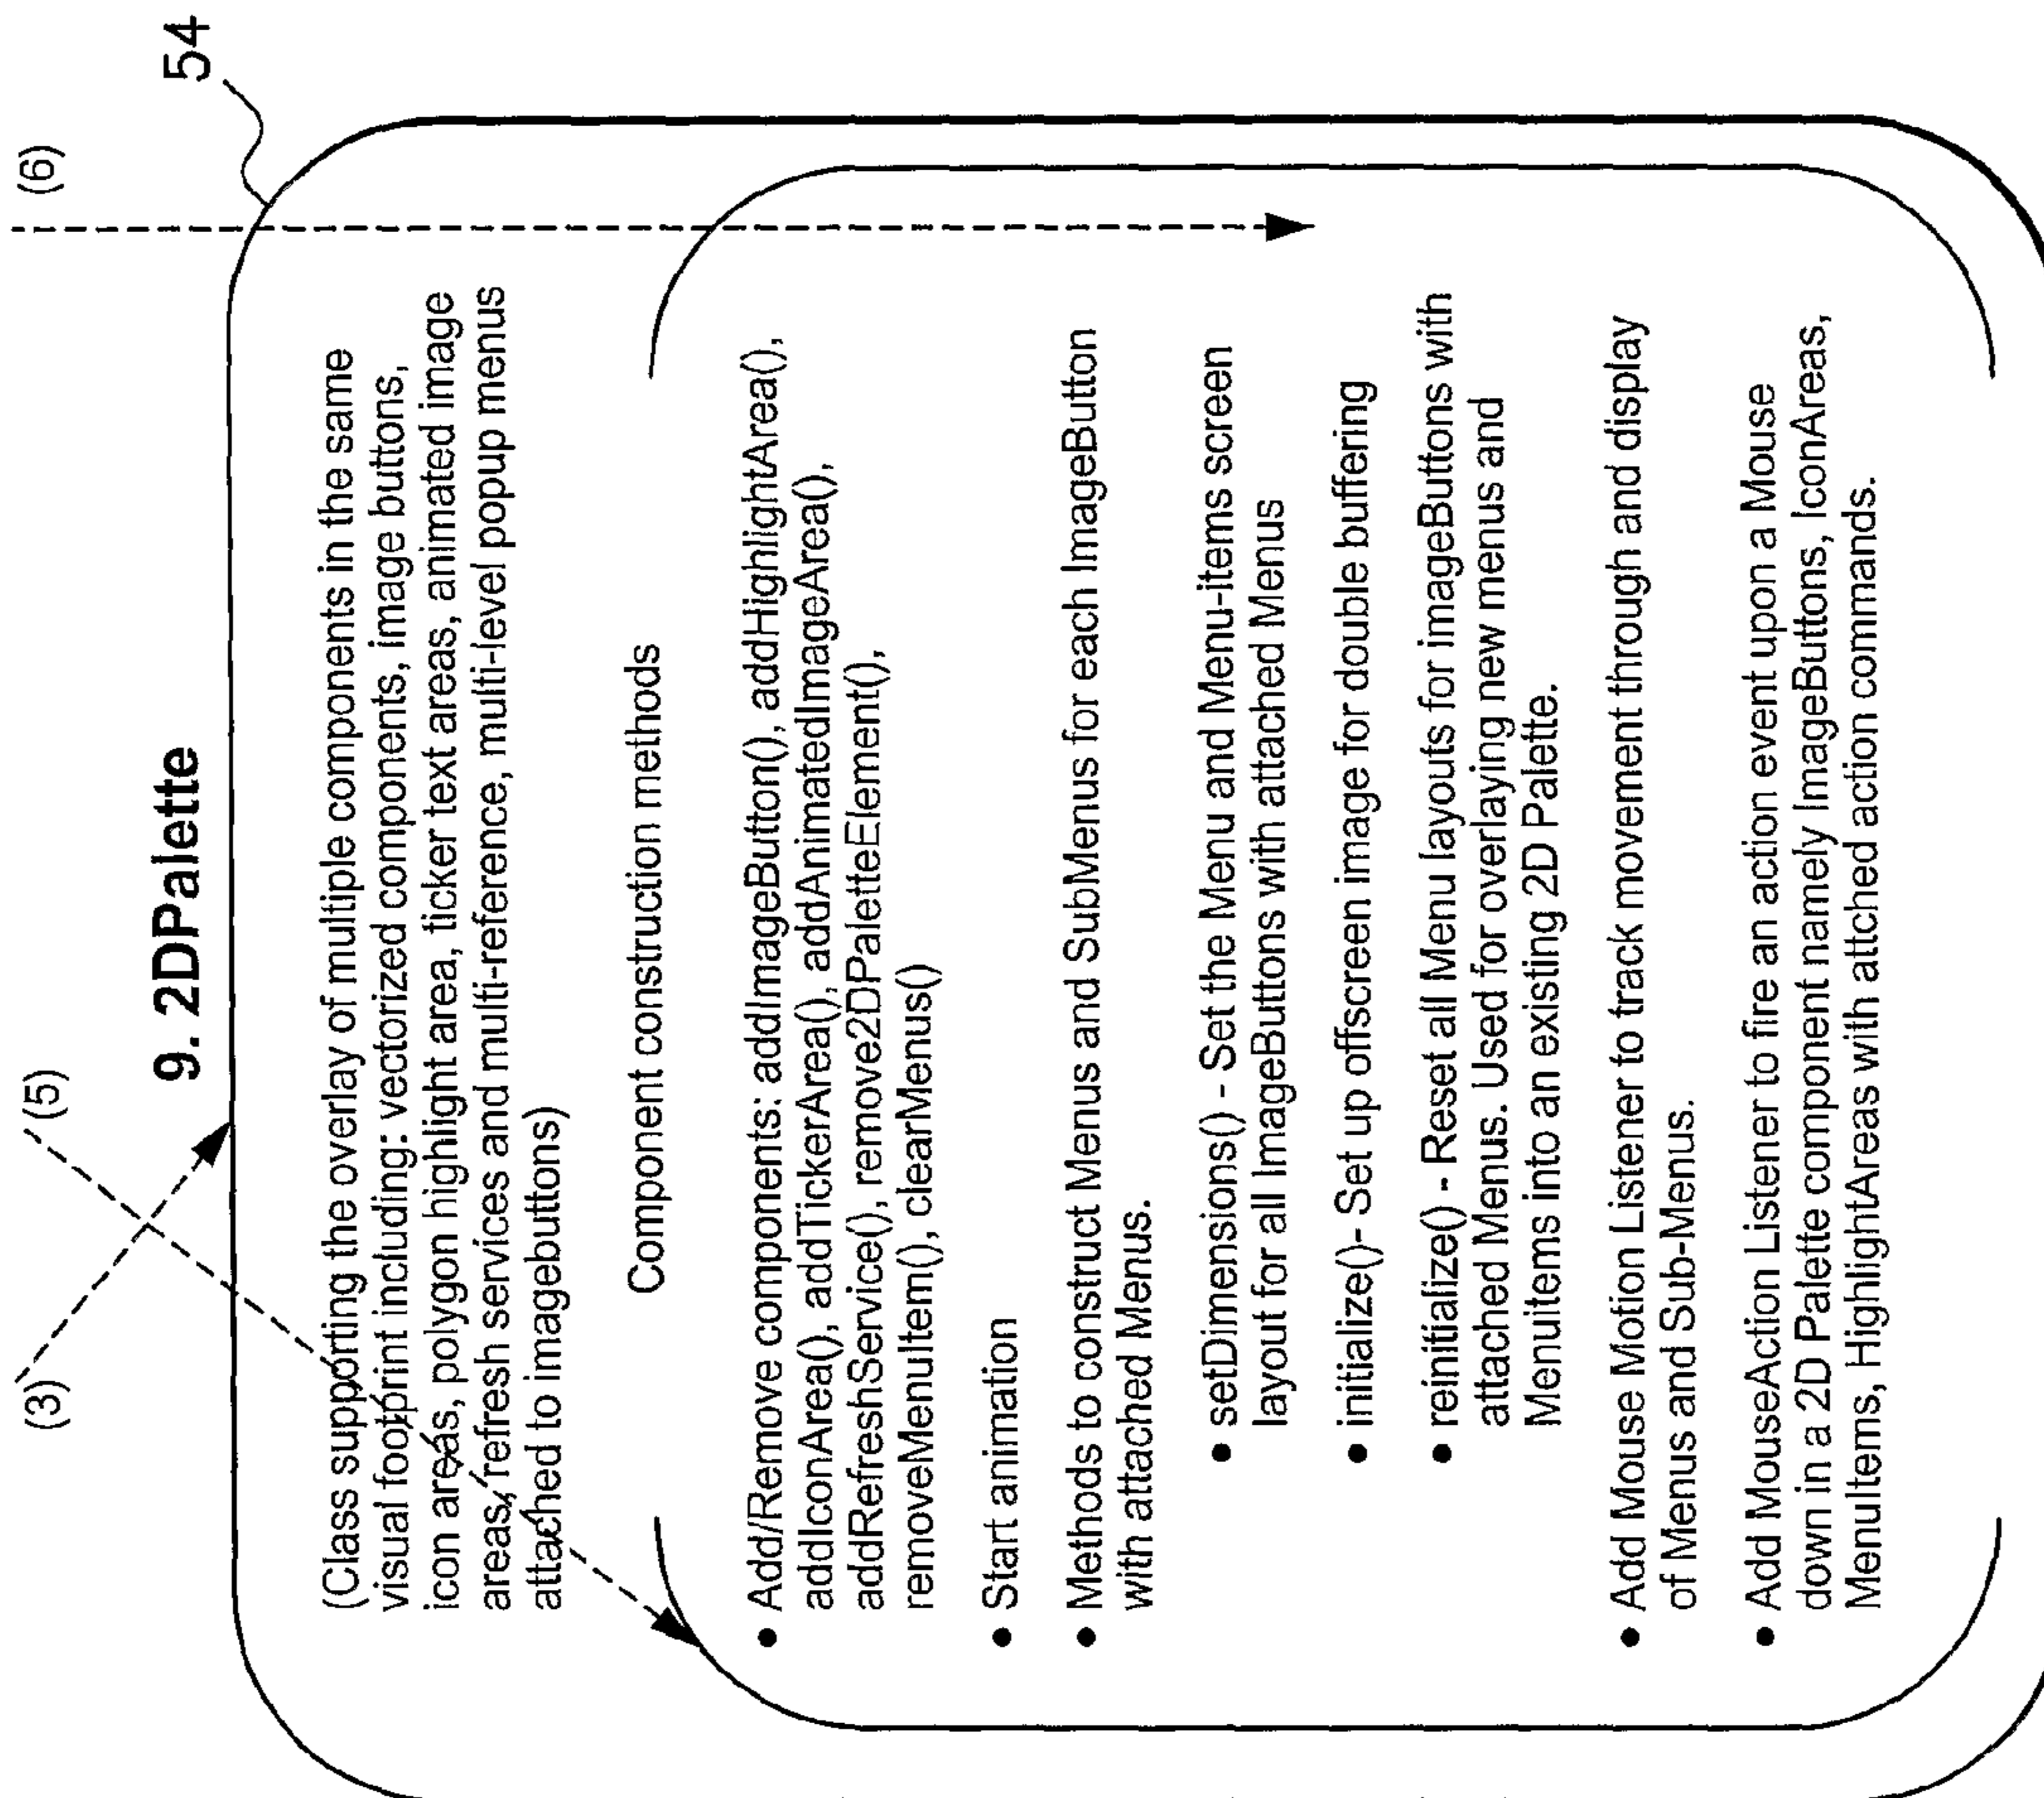 (3)
(5)
(6)
9. 2DPalette
54
(Class supporting the overlay of multiple components in the same
visual footprint including: vectorized components, image buttons,
icon areas, polygon highlight area, ticker text areas, animated image
areas, refresh services and multi-reference, multi-level popup menus
attached to imagebuttons)
Component construction methods
• Add/Remove components: addImageButton(), addHighlightArea(),
addIconArea(), addTickerArea(), addAnimatedImageArea(),
addRefreshService(), remove2DPaletteElement(),
removeMenuItem(), clearMenus()
• Start animation
• Methods to construct Menus and SubMenus for each ImageButton
with attached Menus.
• setDimensions() - Set the Menu and Menu-items screen
layout for all ImageButtons with attached Menus
• initialize()- Set up offscreen image for double buffering
• reinitialize() - Reset all Menu layouts for imageButtons with
attached Menus. Used for overlaying new menus and
Menuitems into an existing 2D Palette.
• Add Mouse Motion Listener to track movement through and display
of Menus and Sub-Menus.
• Add MouseAction Listener to fire an action event upon a Mouse
down in a 2D Palette component namely ImageButtons, IconAreas,
MenuItems, HighlightAreas with attched action commands.